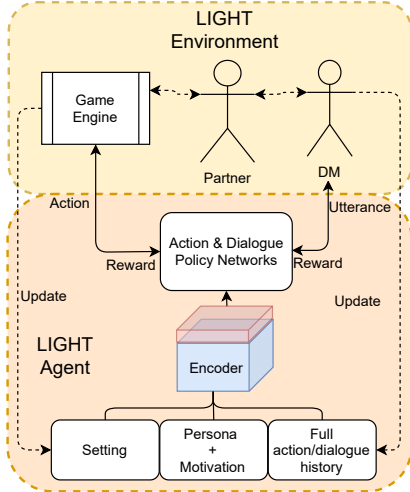 LIGHT
Environment
Game
Engine
Partner
DM
Action
Utterance
Action & Dialogue
Policy Networks
Reward
Reward
Update
Update
LIGHT
Agent
Encoder
Setting
Persona
+
Motivation
Full
action/dialogue
history